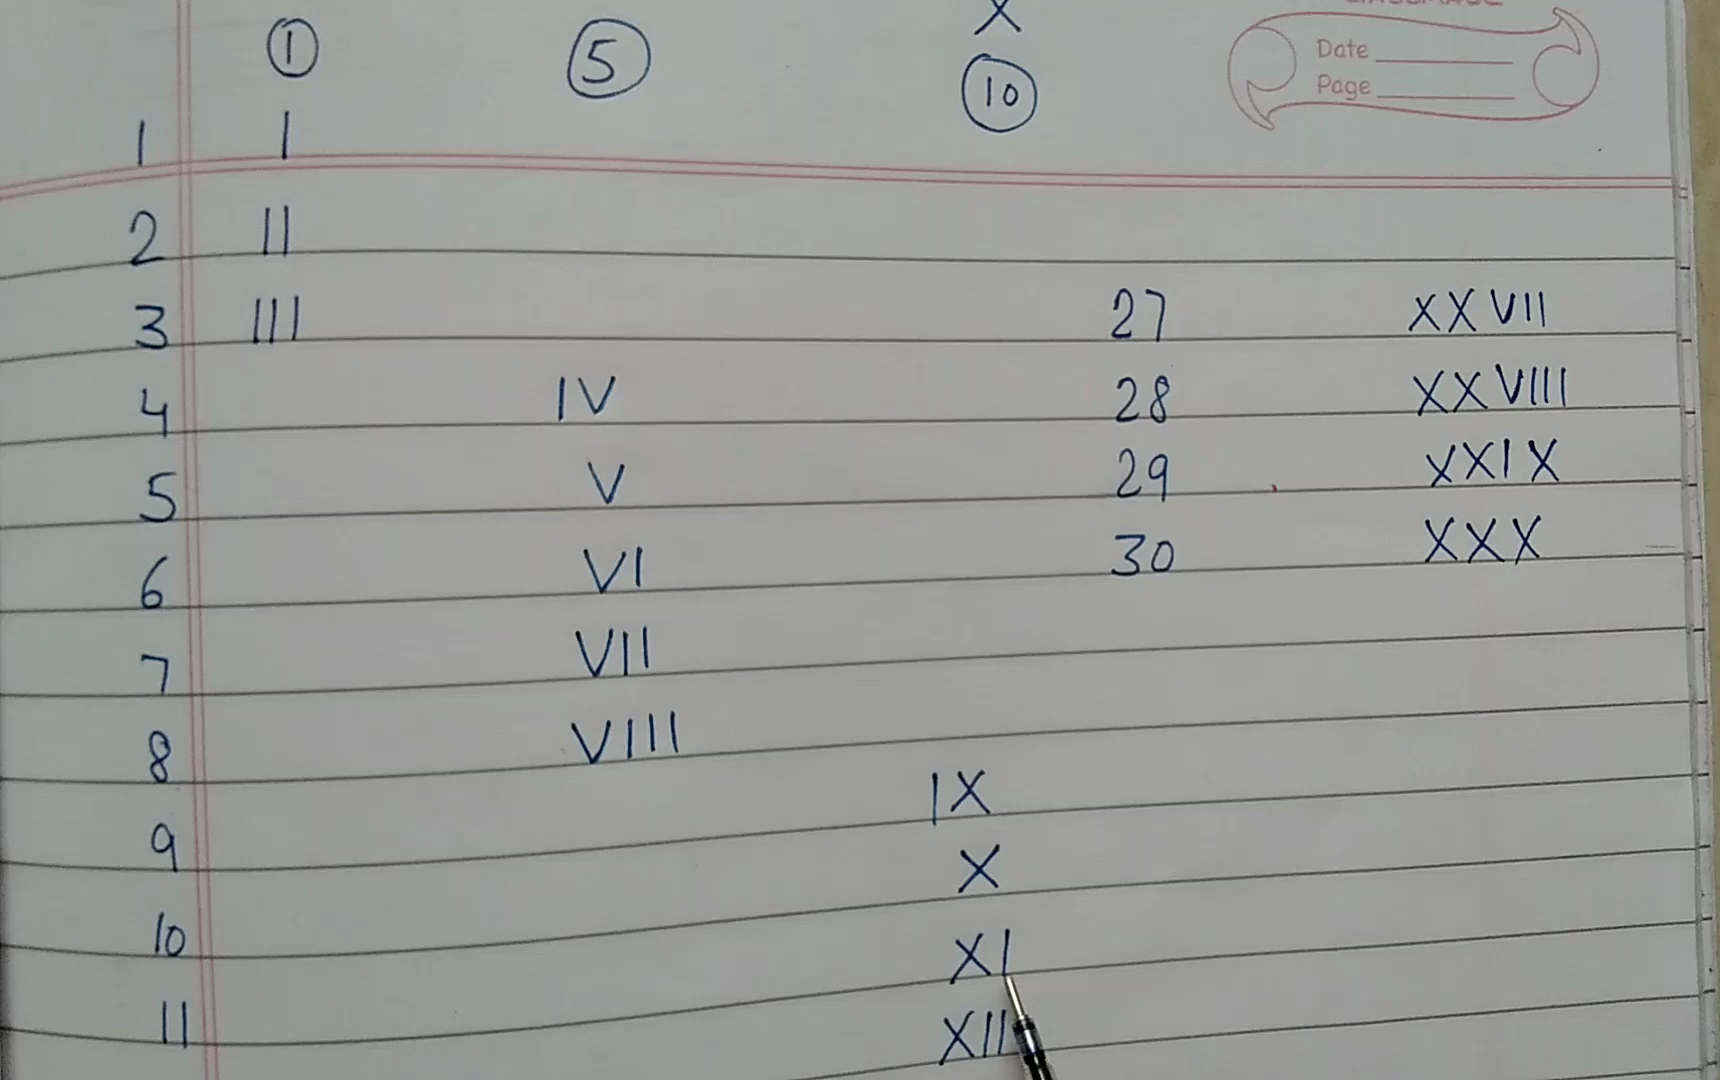 X
1 5 10
Date
Page
1 I
2 II
3 III 27 XXVII
4 IV 28 XXVIII
5 V 29 XXIX
6 VI 30 XXX
7 VII
8 VIII
9 IX
10 X
11 XI
XII